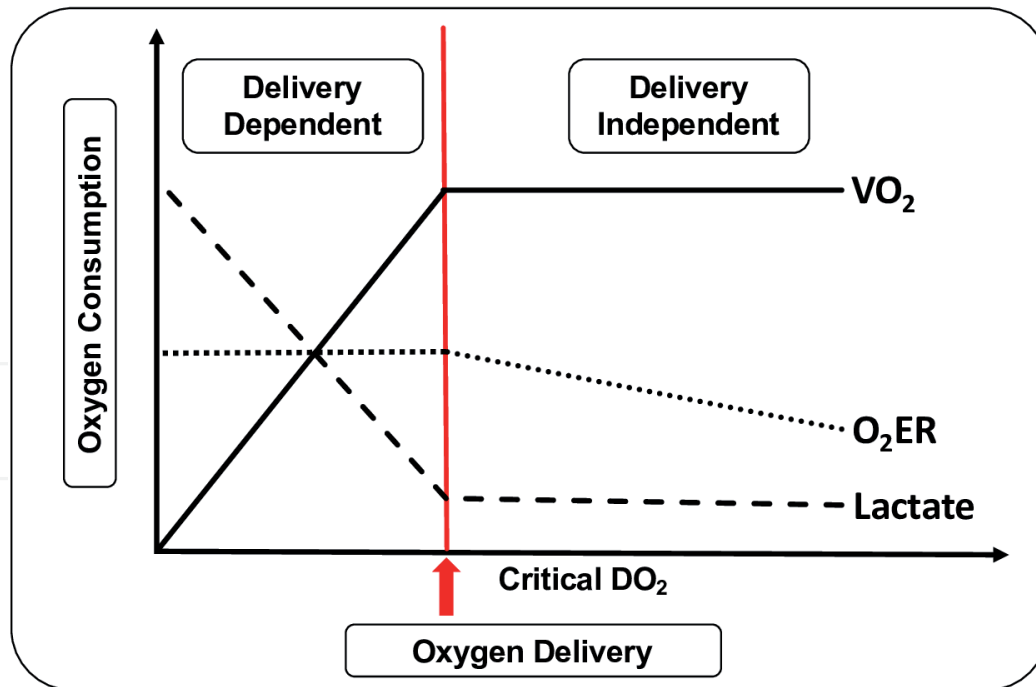 Delivery
Dependent
Delivery
Independent
Oxygen Consumption
VO₂
O₂ER
Lactate
Critical DO₂
Oxygen Delivery